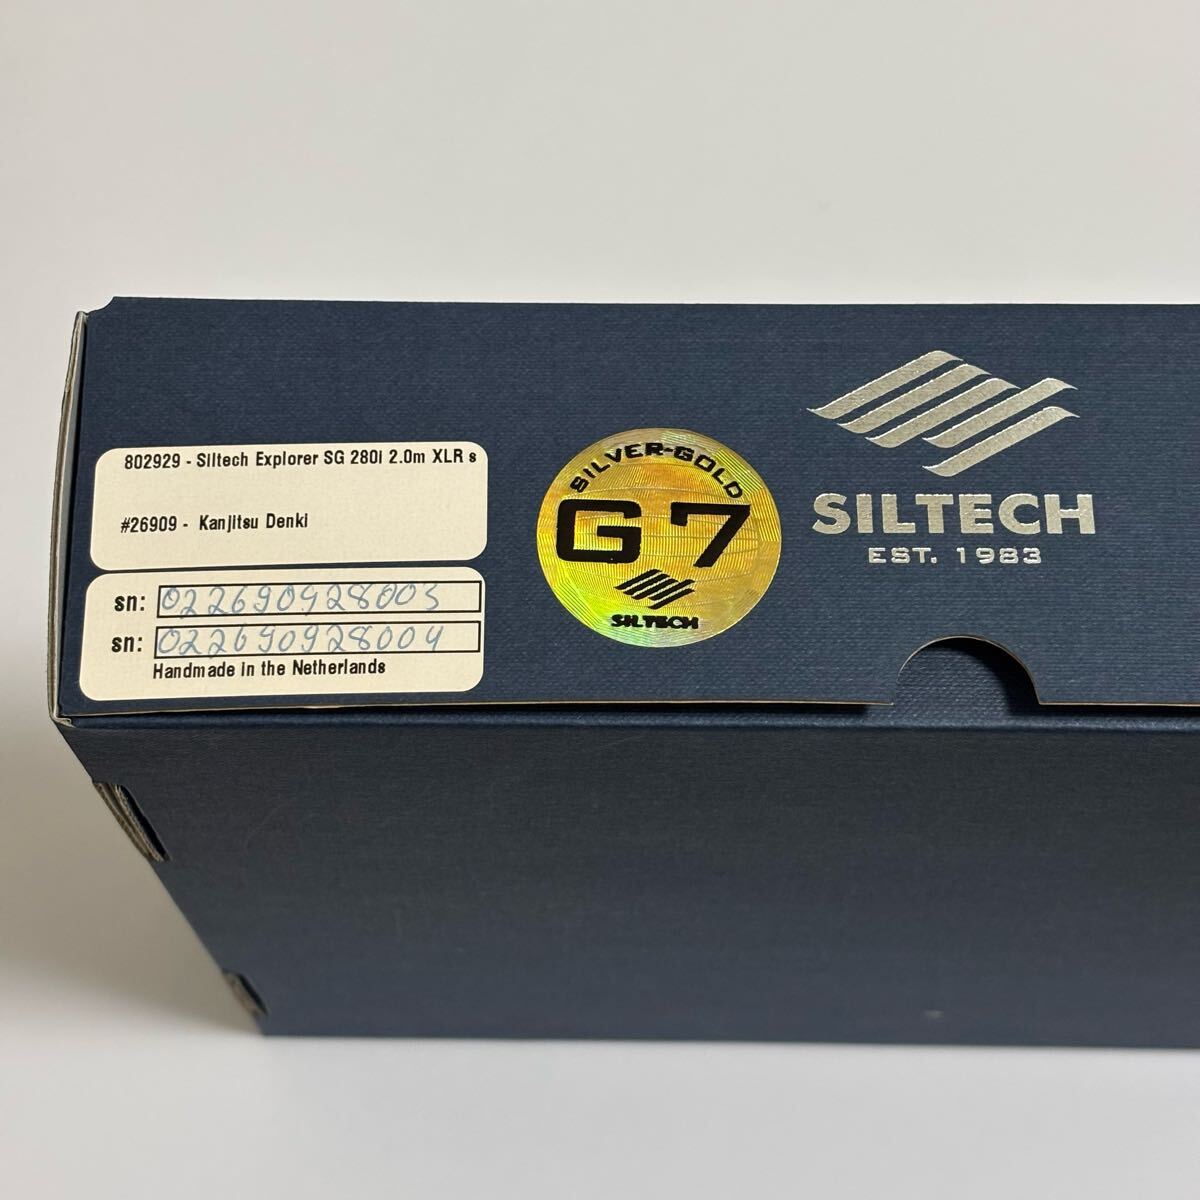 802929 - Siltech Explorer SG 280i 2.0m XLR s
#26909 - Kanjitsu Denki
sn: 022690928003
sn: 022690928004
Handmade in the Netherlands
SILVER-GOLD
G7
SILTECH
SILTECH
EST. 1983